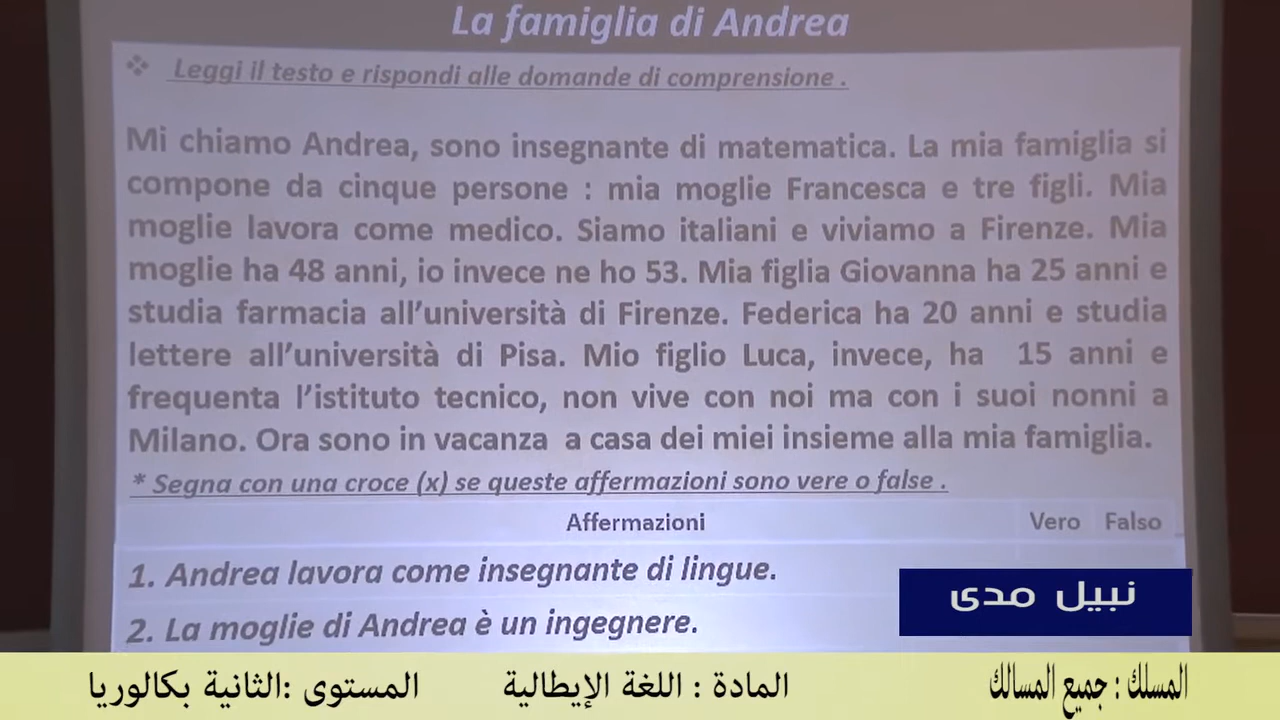 La famiglia di Andrea
❖ Leggi il testo e rispondi alle domande di comprensione .
Mi chiamo Andrea, sono insegnante di matematica. La mia famiglia si
compone da cinque persone : mia moglie Francesca e tre figli. Mia
moglie lavora come medico. Siamo italiani e viviamo a Firenze. Mia
moglie ha 48 anni, io invece ne ho 53. Mia figlia Giovanna ha 25 anni e
studia farmacia all’università di Firenze. Federica ha 20 anni e studia
lettere all’università di Pisa. Mio figlio Luca, invece, ha 15 anni e
frequenta l’istituto tecnico, non vive con noi ma con i suoi nonni a
Milano. Ora sono in vacanza a casa dei miei insieme alla mia famiglia.
* Segna con una croce (x) se queste affermazioni sono vere o false .
Affermazioni Vero Falso
1. Andrea lavora come insegnante di lingue.
2. La moglie di Andrea è un ingegnere.
نبيل مدى
المسلك : جميع المسالك المادة : اللغة الإيطالية المستوى :الثانية بكالوريا